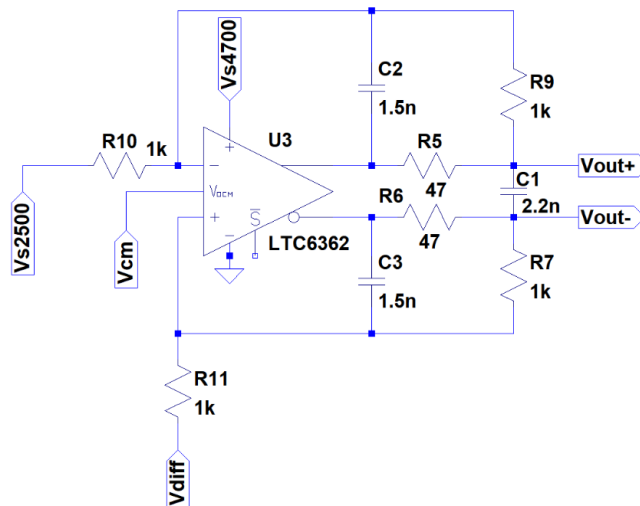 Vs4700
C2
1.5n
R9
1k
R10 1k
U3
R5
47
Vout+
C1
2.2n
−
+
VOCM
+
−
S̅
R6
47
Vout-
LTC6362
Vs2500
Vcm
C3
1.5n
R7
1k
R11
1k
Vdiff